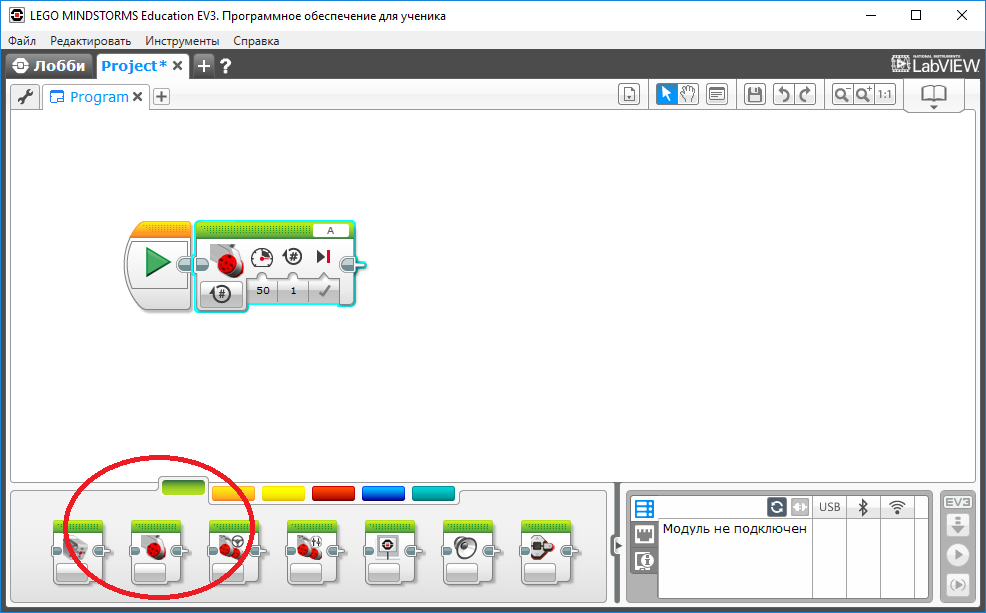 LEGO MINDSTORMS Education EV3. Программное обеспечение для ученика
Файл Редактировать Инструменты Справка
Лобби Project* ? NATIONAL INSTRUMENTS LabVIEW
Program 1:1
A
#
# 50 1
USB EV3
Модуль не подключен